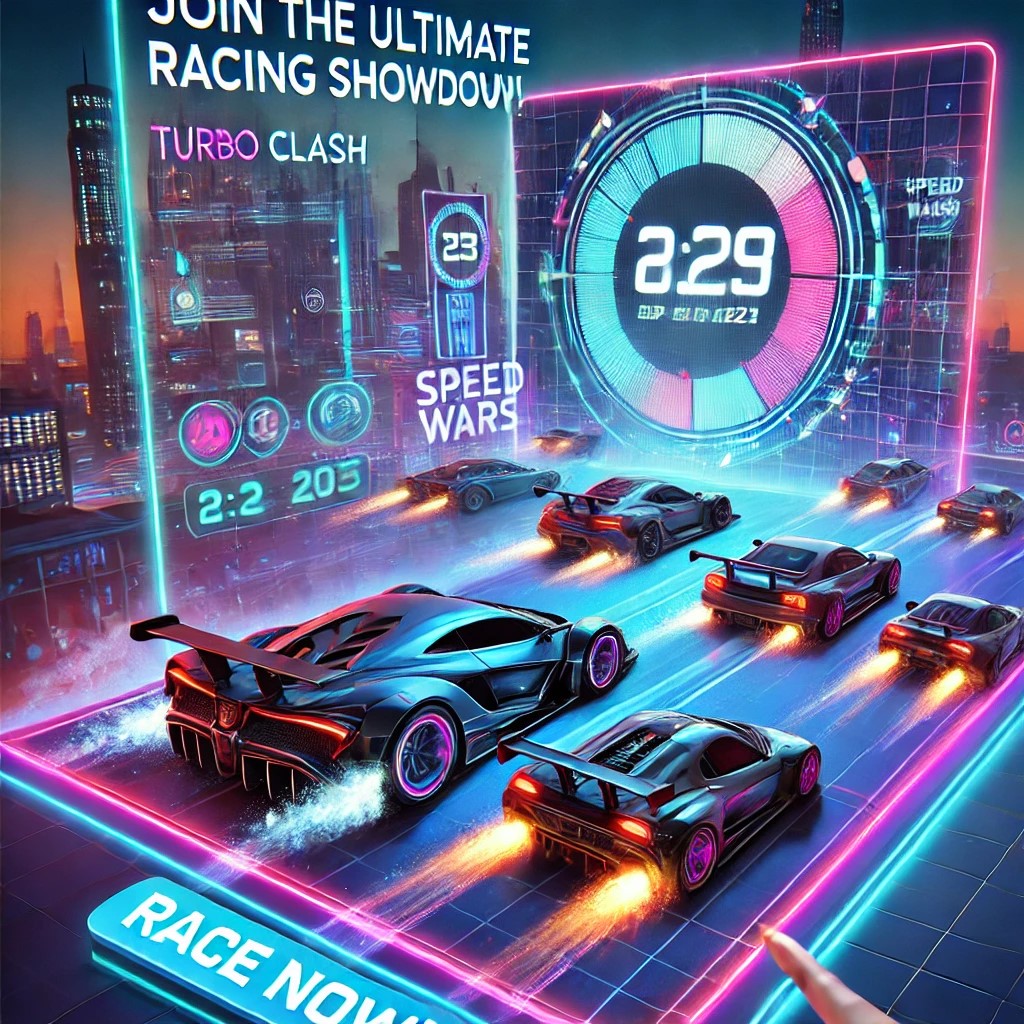 JOIN THE ULTIMATE
RACING SHOWDOWN
TURBO CLASH
23
SPEED
WARS
2:29
2:2 205
RACE NOW!